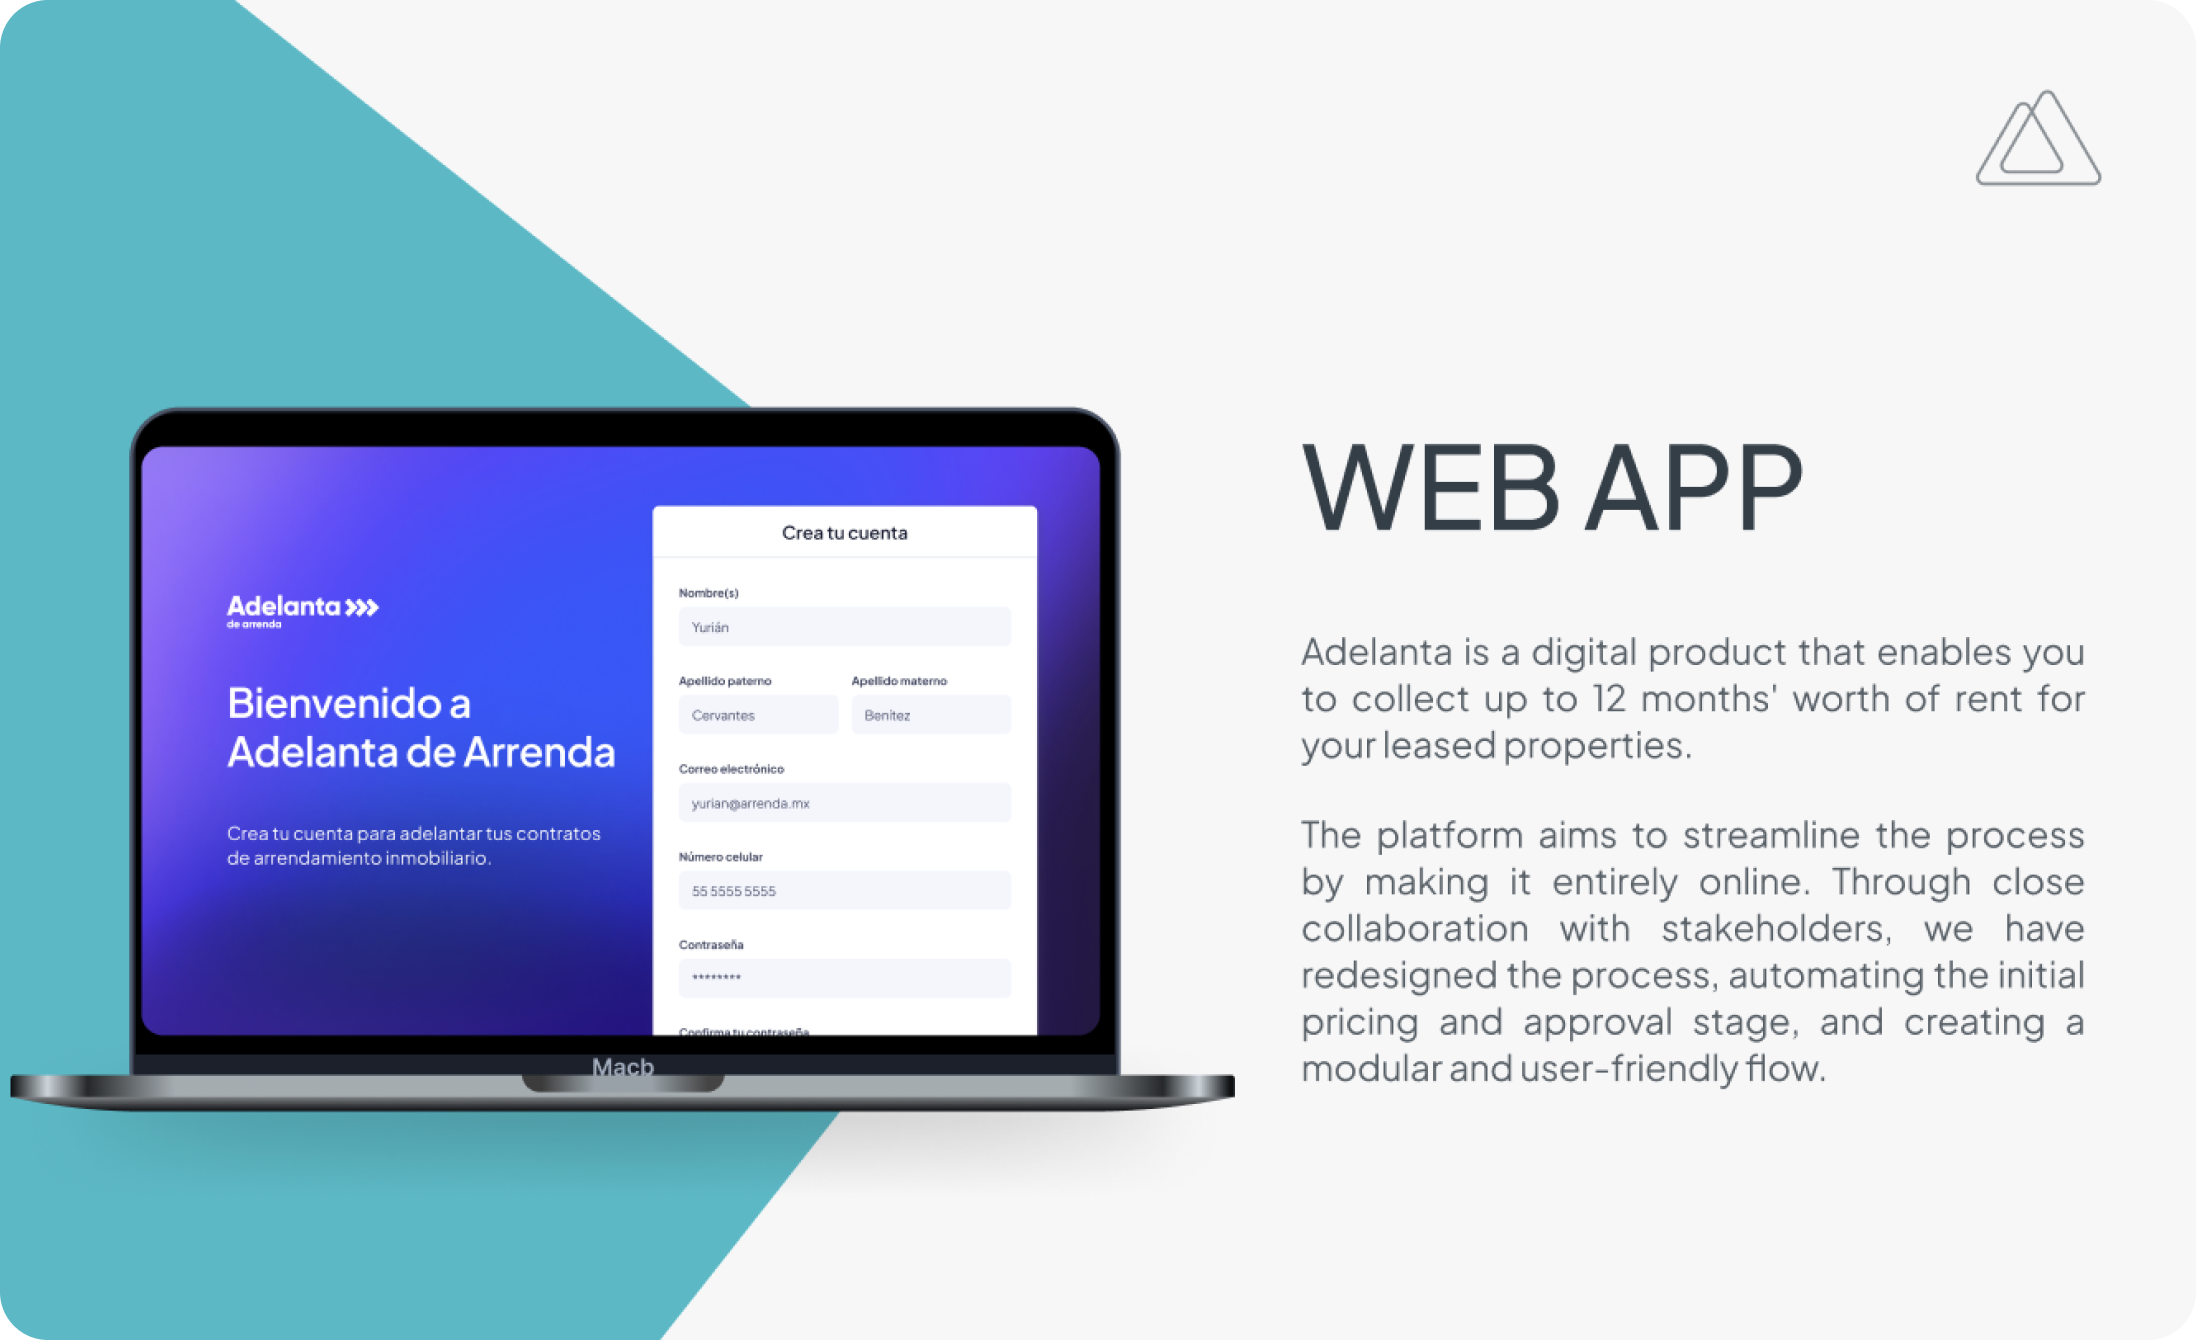 Adelanta
de arrenda
Bienvenido a
Adelanta de Arrenda
Crea tu cuenta para adelantar tus contratos
de arrendamiento inmobiliario.
Crea tu cuenta
Nombre(s)
Yurián
Apellido paterno
Apellido materno
Cervantes
Benitez
Correo electrónico
yurian@arrenda.mx
Número celular
55 5555 5555
Contraseña
********
Confirma tu contraseña
Macb
WEB APP
Adelanta is a digital product that enables you
to collect up to 12 months' worth of rent for
your leased properties.
The platform aims to streamline the process
by making it entirely online. Through close
collaboration with stakeholders, we have
redesigned the process, automating the initial
pricing and approval stage, and creating a
modular and user-friendly flow.